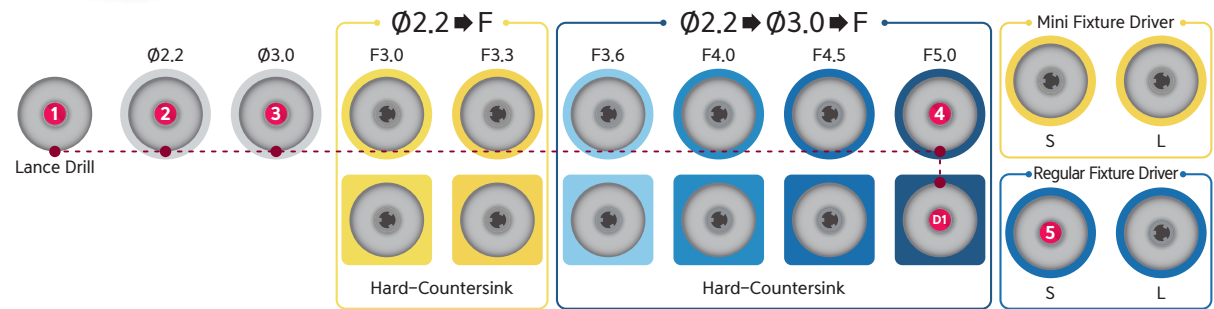 Ø2.2 ➡ F
Ø2.2 ➡ Ø3.0 ➡ F
Mini Fixture Driver
Ø2.2
Ø3.0
F3.0
F3.3
F3.6
F4.0
F4.5
F5.0
1
2
3
4
Lance Drill
S
L
Regular Fixture Driver
D1
5
Hard-Countersink
Hard-Countersink
S
L